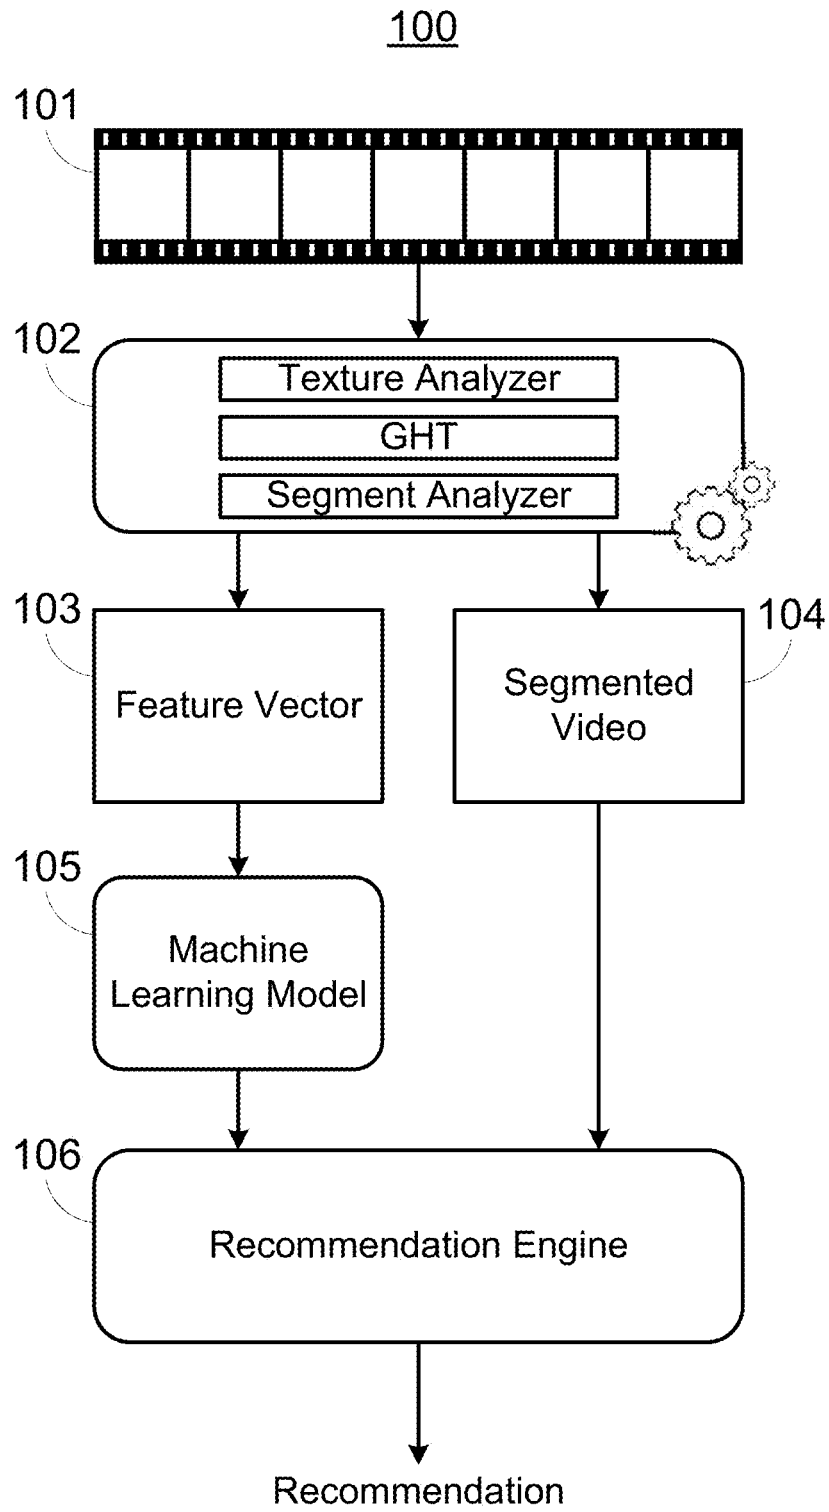 100
101
102
Texture Analyzer
GHT
Segment Analyzer
103
104
Feature Vector
Segmented
Video
105
Machine
Learning Model
106
Recommendation Engine
Recommendation